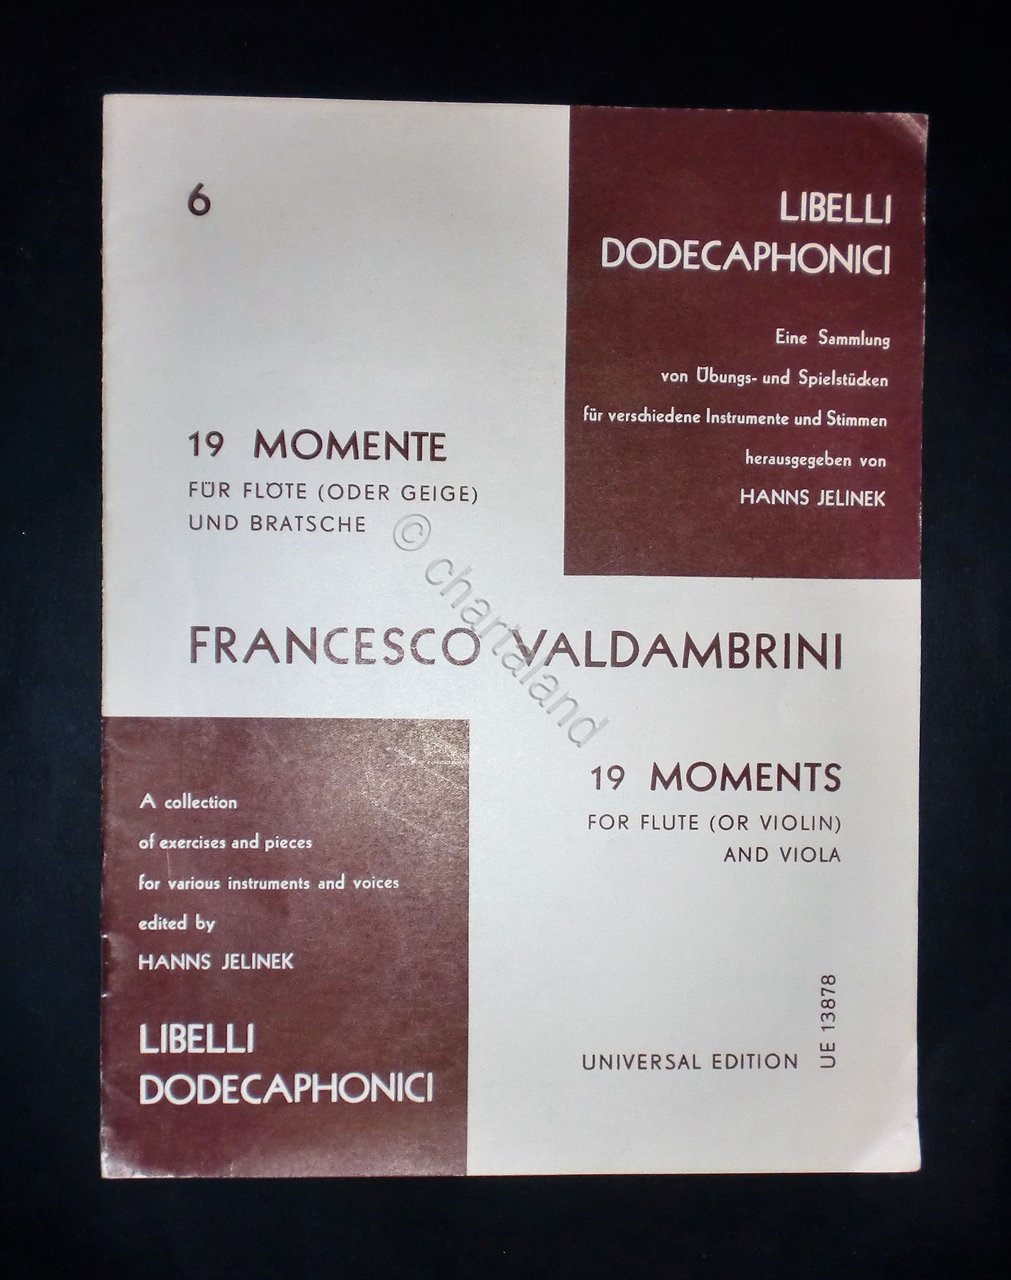 6
LIBELLI
DODECAPHONICI
Eine Sammlung
von Übungs- und Spielstücken
für verschiedene Instrumente und Stimmen
herausgegeben von
HANNS JELINEK
19 MOMENTE
FÜR FLÖTE (ODER GEIGE)
UND BRATSCHE
FRANCESCO VALDAMBRINI
19 MOMENTS
FOR FLUTE (OR VIOLIN)
AND VIOLA
A collection
of exercises and pieces
for various instruments and voices
edited by
HANNS JELINEK
LIBELLI
DODECAPHONICI
UNIVERSAL EDITION
UE 13878
© chartaland